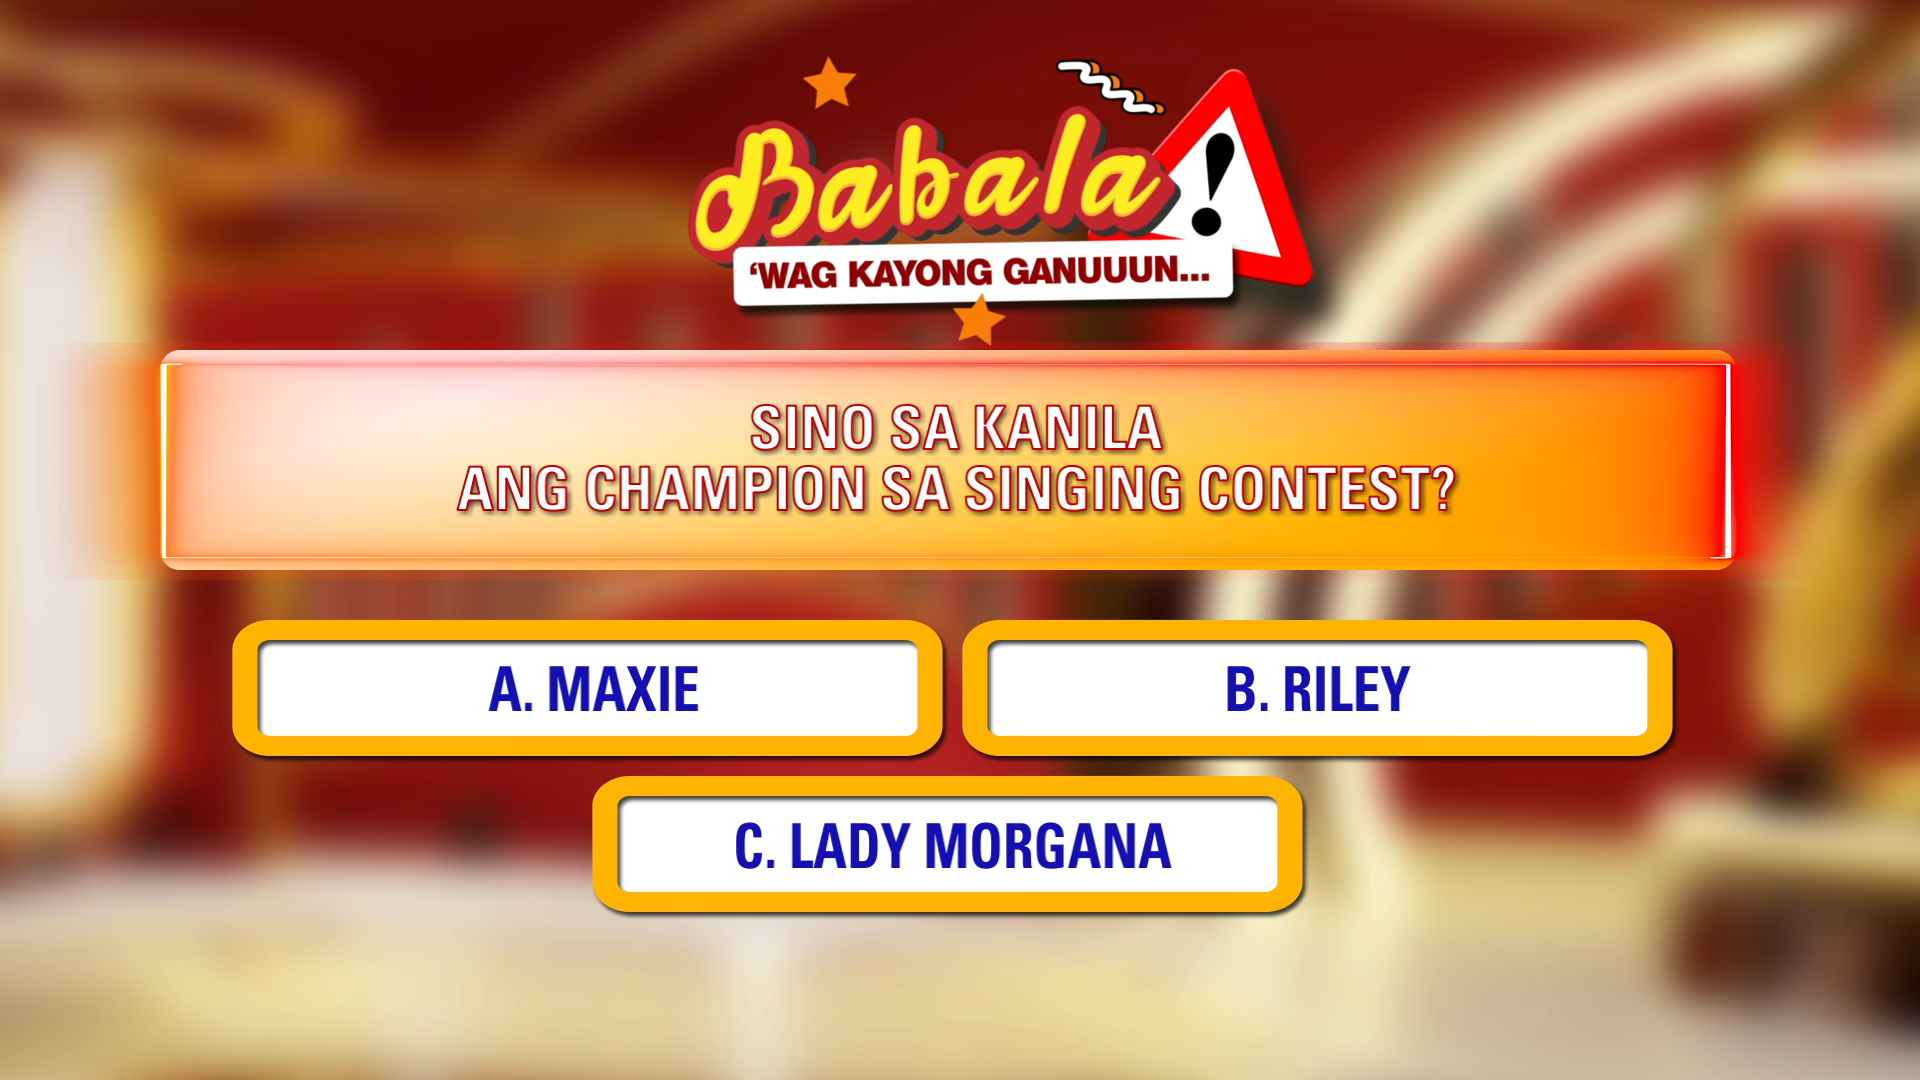 Babala
‘WAG KAYONG GANUUUN...
SINO SA KANILA
ANG CHAMPION SA SINGING CONTEST?
A. MAXIE
B. RILEY
C. LADY MORGANA